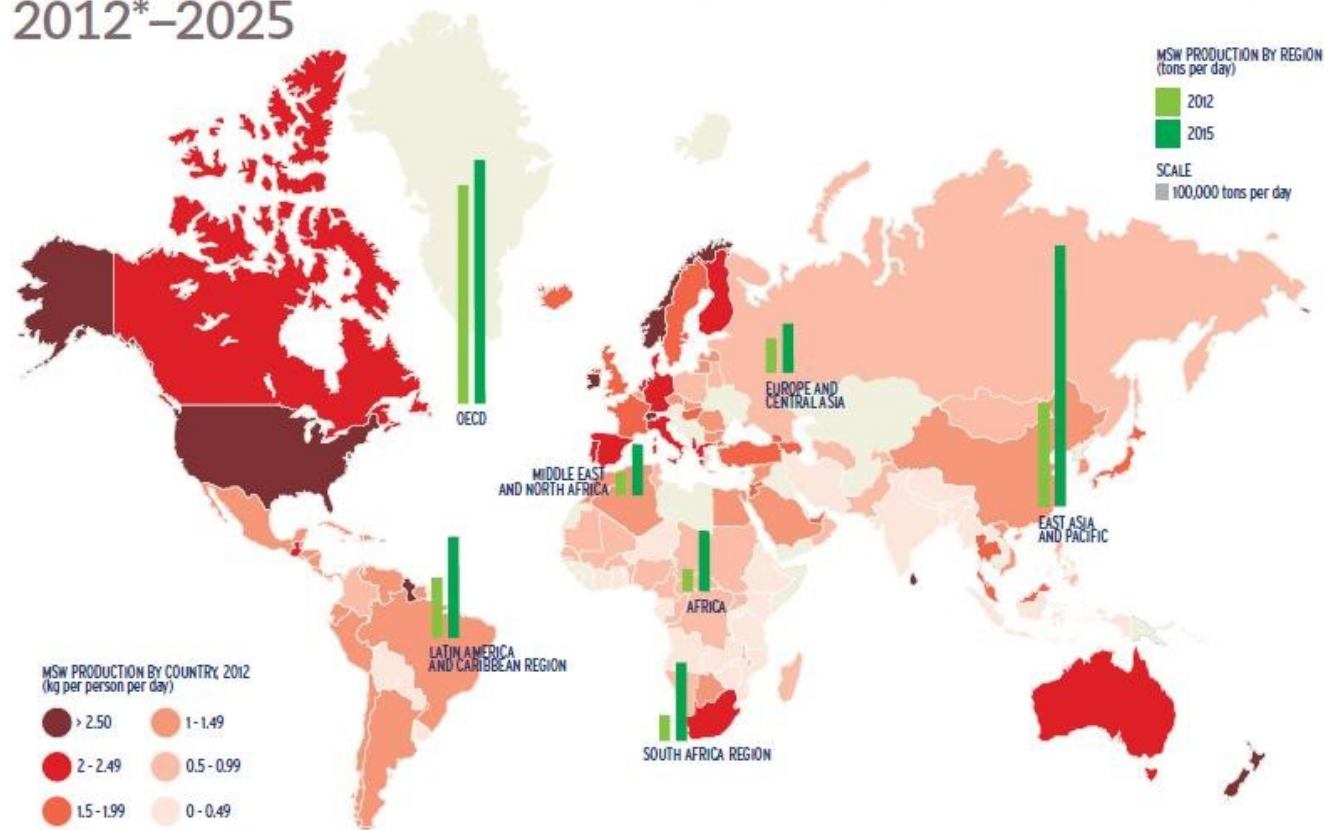 2012*–2025
MSW PRODUCTION BY REGION
(tons per day)
2012
2015
SCALE
100,000 tons per day
OECD
EUROPE AND
CENTRAL ASIA
MIDDLE EAST
AND NORTH AFRICA
EAST ASIA
AND PACIFIC
AFRICA
LATIN AMERICA
AND CARIBBEAN REGION
SOUTH AFRICA REGION
MSW PRODUCTION BY COUNTRY, 2012
(kg per person per day)
> 2.50
1 - 1.49
2 - 2.49
0.5 - 0.99
1.5 - 1.99
0 - 0.49